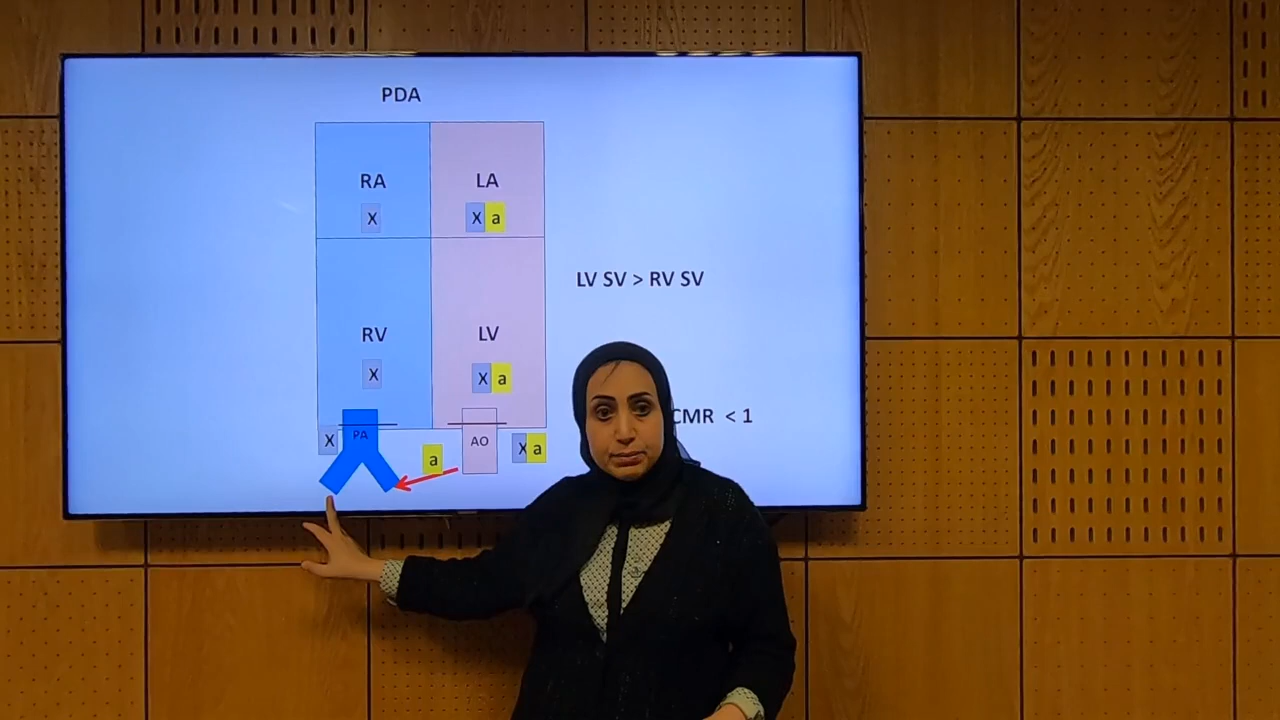 PDA
RA LA
X X a
LV SV > RV SV
RV LV
X X a
CMR < 1
X PA a AO X a